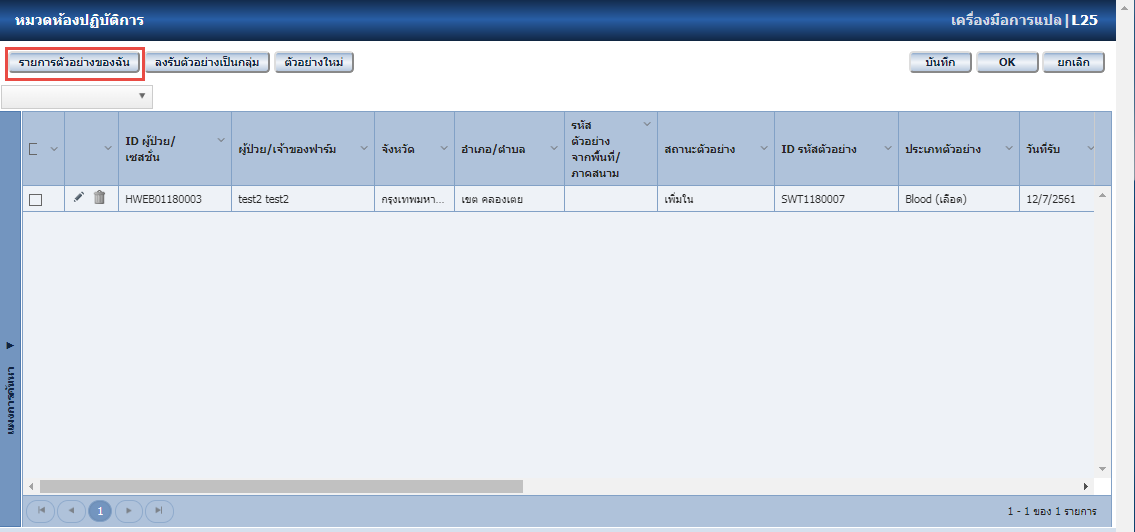 หมวดห้องปฏิบัติการ
เครื่องมือการแปล|L25
รายการตัวอย่างของฉัน ลงรับตัวอย่างเป็นกลุ่ม ตัวอย่างใหม่ บันทึก OK ยกเลิก
ID ผู้ป่วย/
เซสชั่น
ผู้ป่วย/เจ้าของฟาร์ม
จังหวัด
อำเภอ/ตำบล
รหัส
ตัวอย่าง
จากพื้นที่/
ภาคสนาม
สถานะตัวอย่าง
ID รหัสตัวอย่าง
ประเภทตัวอย่าง
วันที่รับ
HWEB01180003 test2 test2 กรุงเทพมหา... เขต คลองเตย เพิ่มใน SWT1180007 Blood (เลือด) 12/7/2561
แผงการค้นหา
1
1 - 1 ของ 1 รายการ